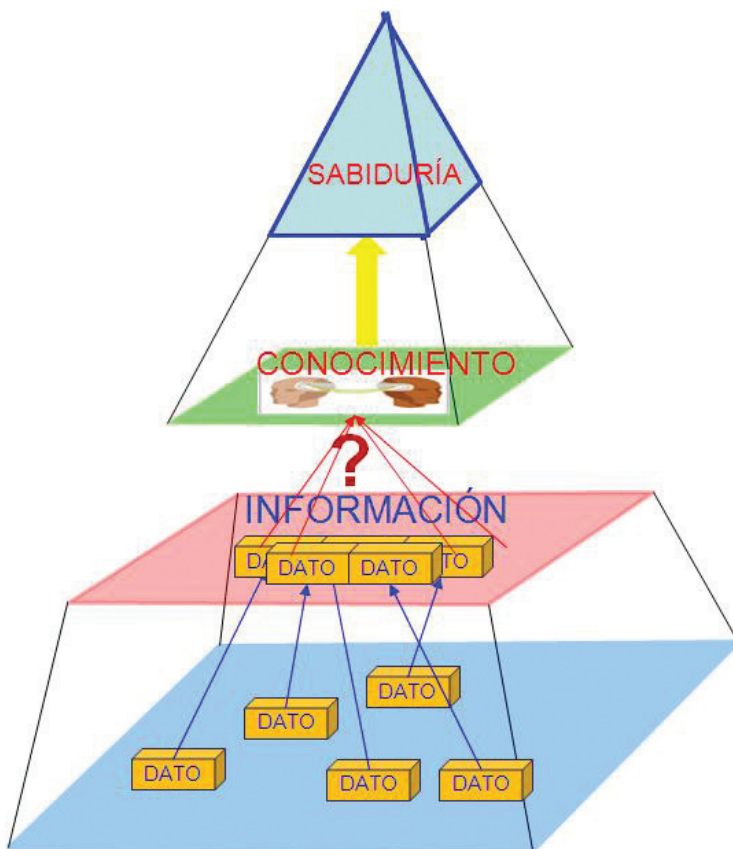 SABIDURÍA
CONOCIMIENTO
?
INFORMACIÓN
DATO DATO
DATO
DATO
DATO
DATO
DATO